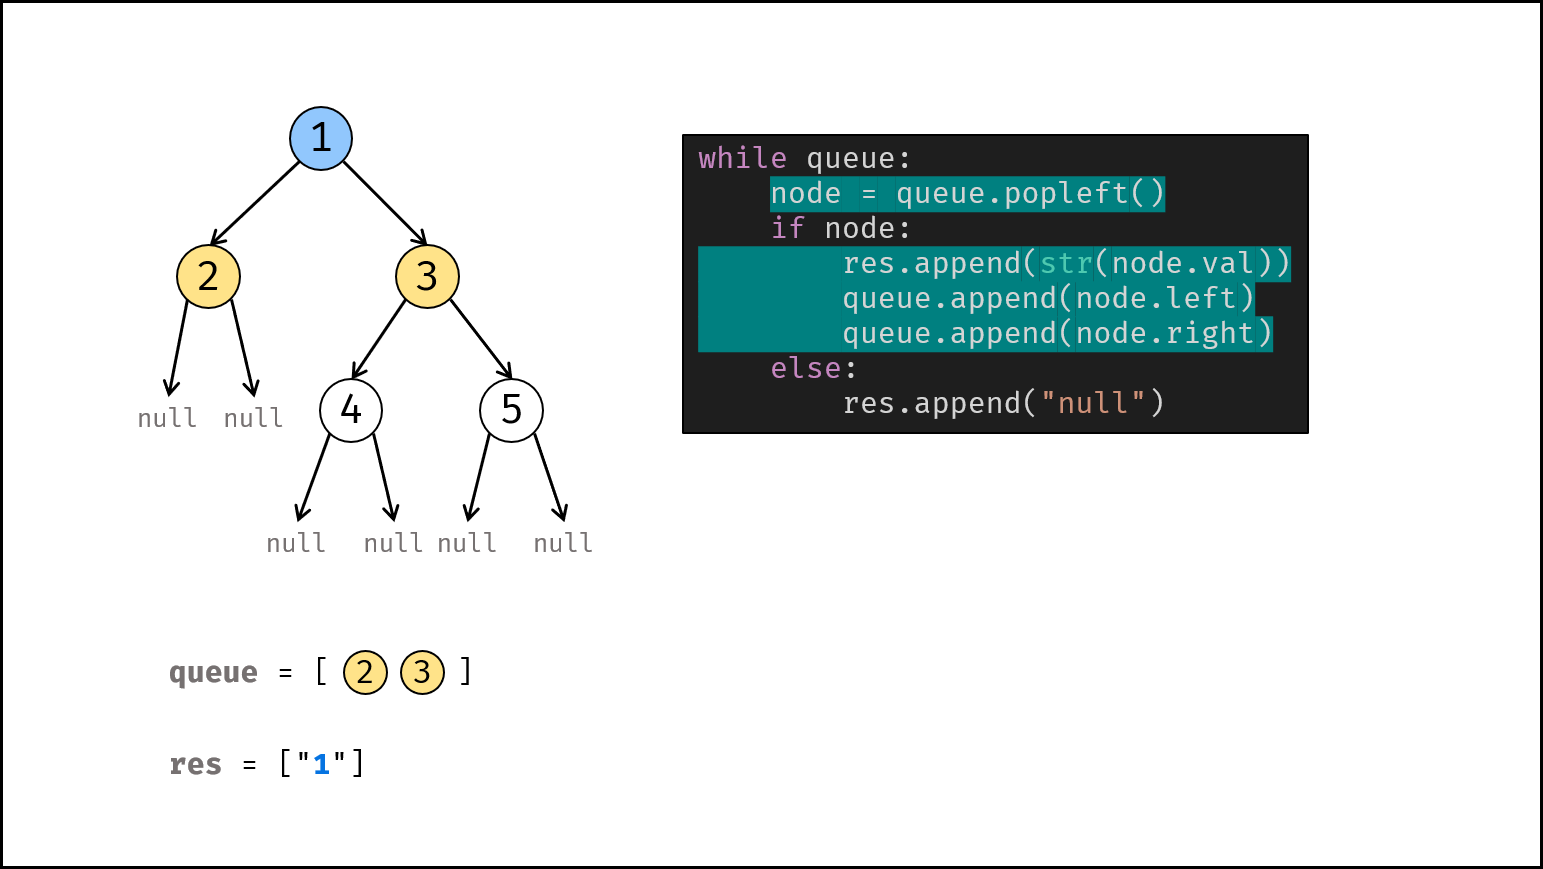 1
2 3
null null
4 5
null null null null
while queue:
    node = queue.popleft()
    if node:
        res.append(str(node.val))
        queue.append(node.left)
        queue.append(node.right)
    else:
        res.append("null")
queue = [ 2 3 ]
res = ["1"]